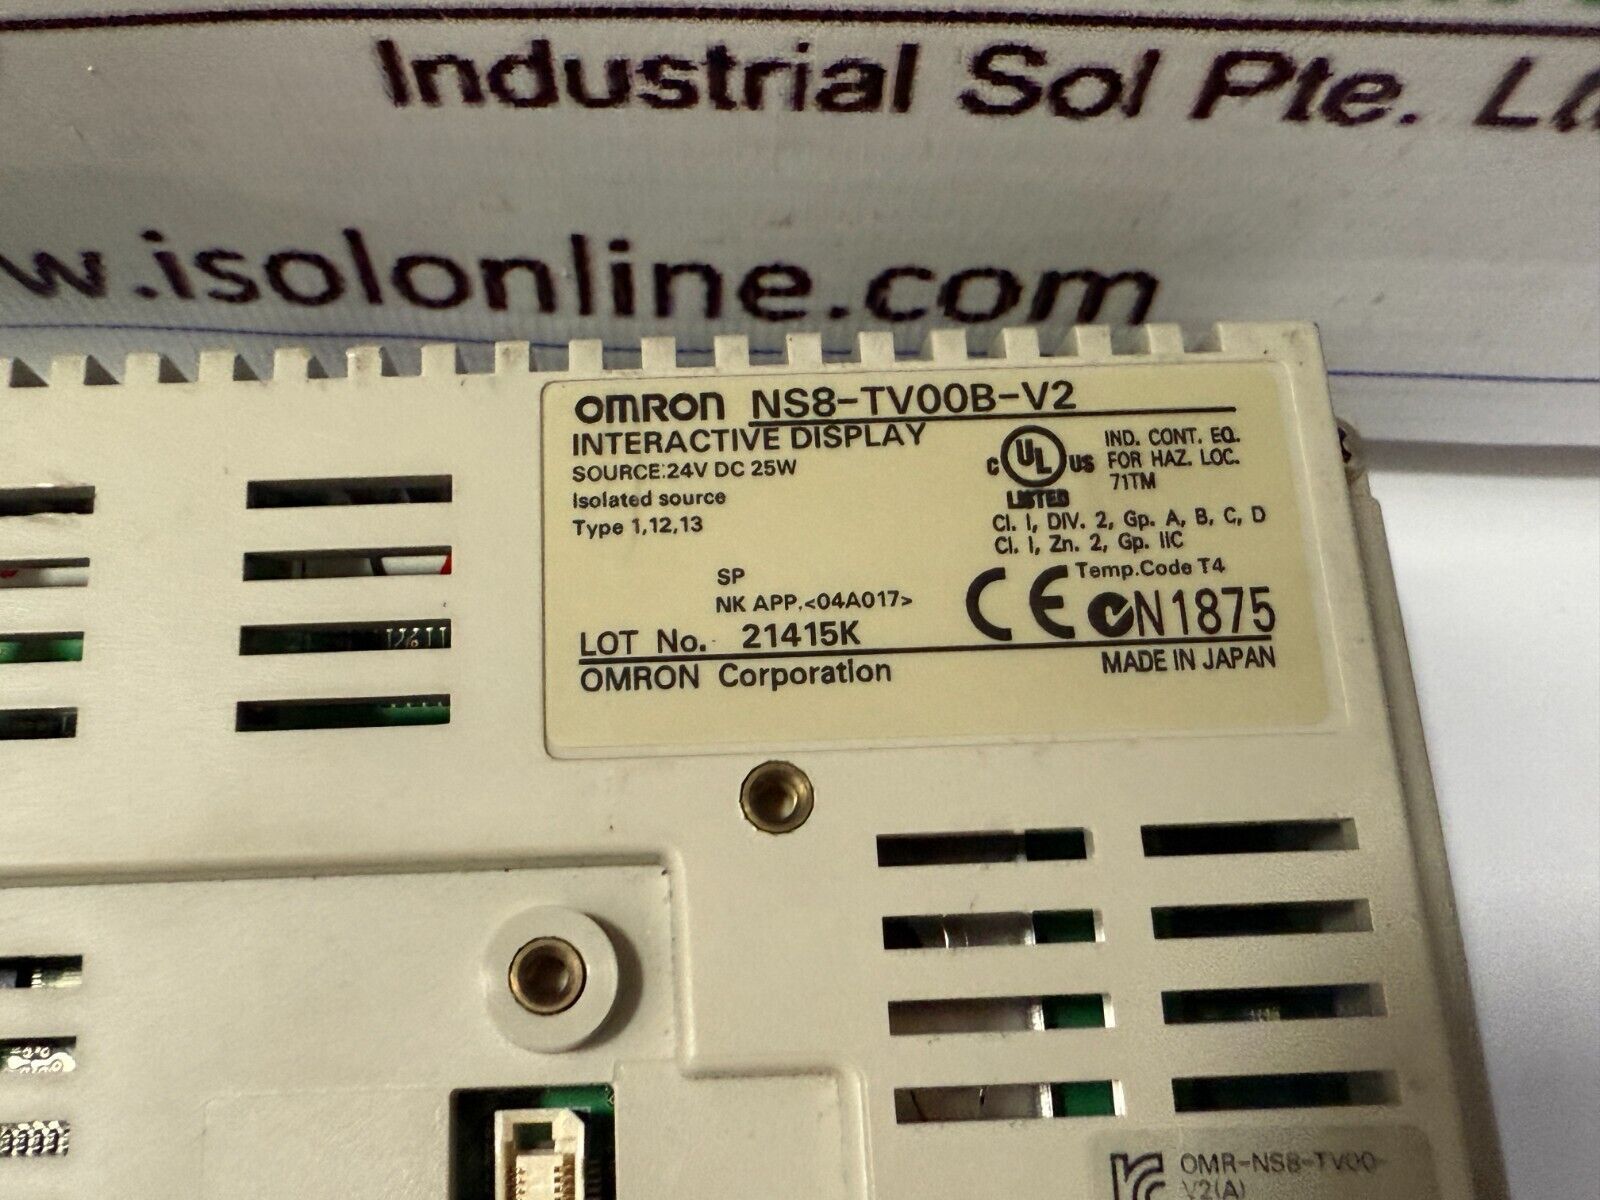 Industrial Sol Pte.
w.isolonline.com
OMRON NS8-TV00B-V2
INTERACTIVE DISPLAY
SOURCE:24V DC 25W
Isolated source
Type 1,12,13
C UL US
LISTED
IND. CONT. EQ.
FOR HAZ. LOC.
71TM
Cl. I, DIV. 2, Gp. A, B, C, D
Cl. I, Zn. 2, Gp. IIC
Temp.Code T4
SP
NK APP.<04A017>
CE N1875
LOT No. 21415K
OMRON Corporation
MADE IN JAPAN
OMR-NS8-TV00-
V2(A)